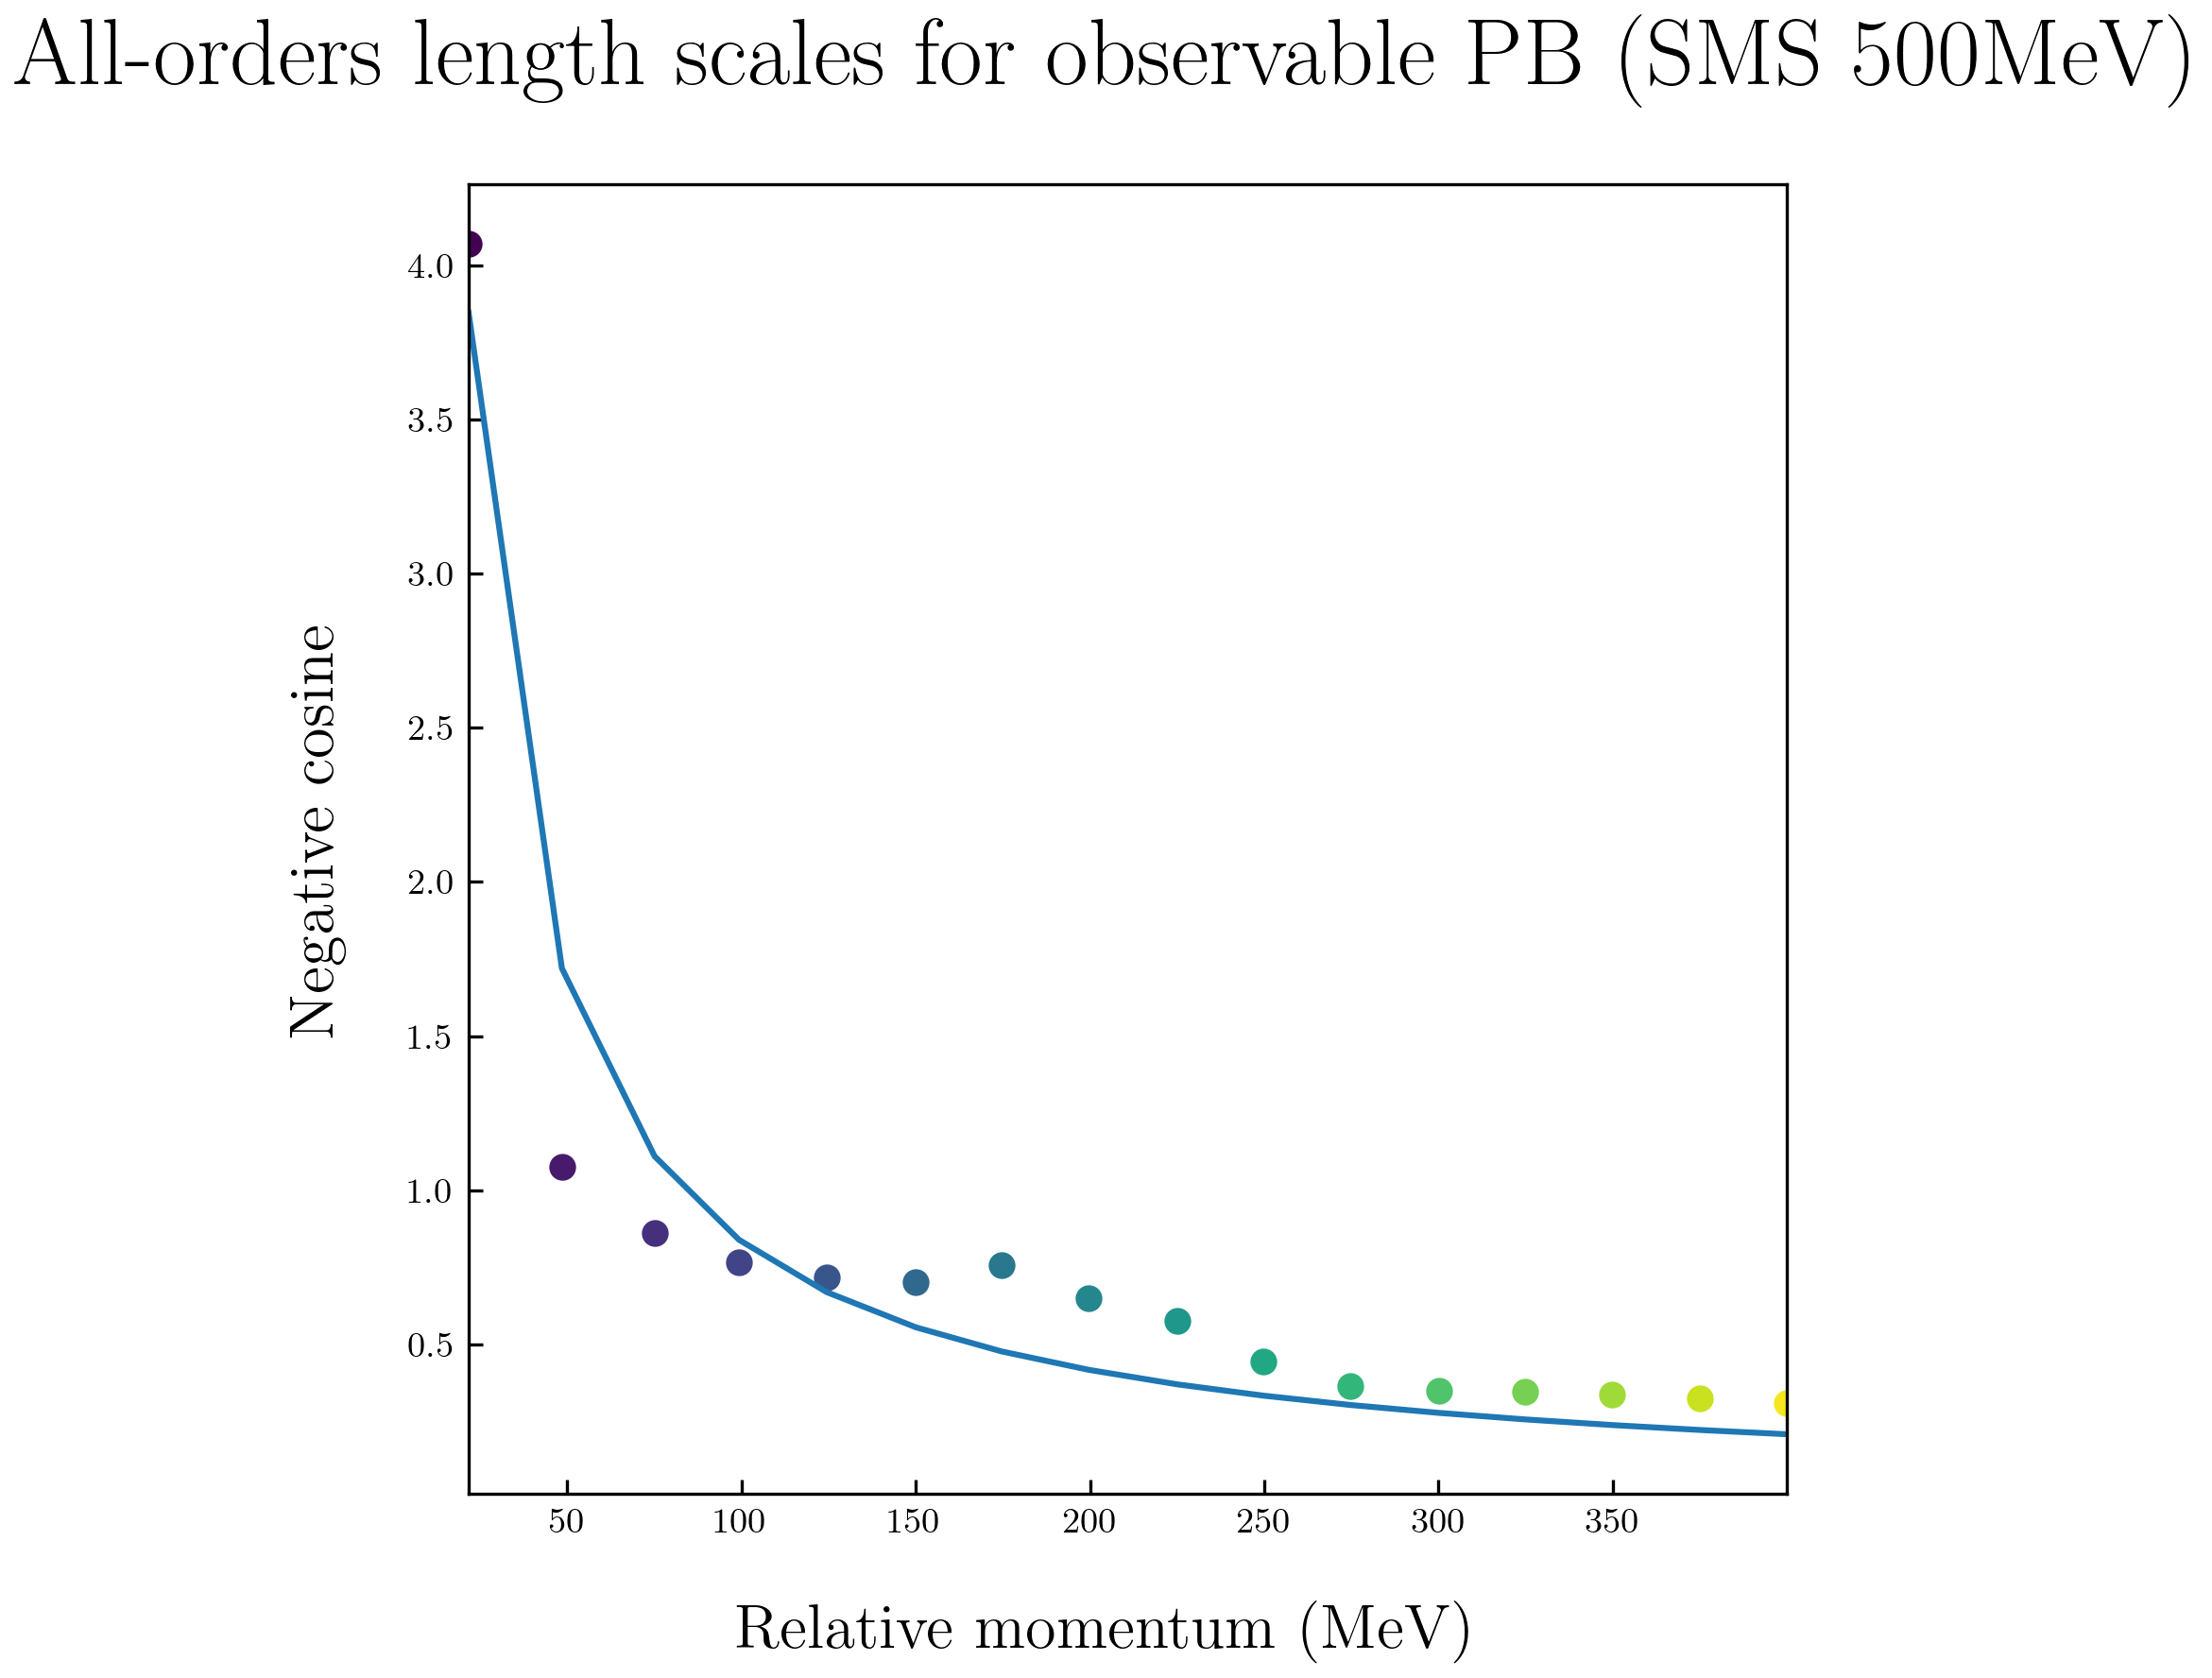 All-orders length scales for observable PB (SMS 500MeV)
4.0
3.5
3.0
2.5
2.0
1.5
1.0
0.5
Negative cosine
50 100 150 200 250 300 350
Relative momentum (MeV)